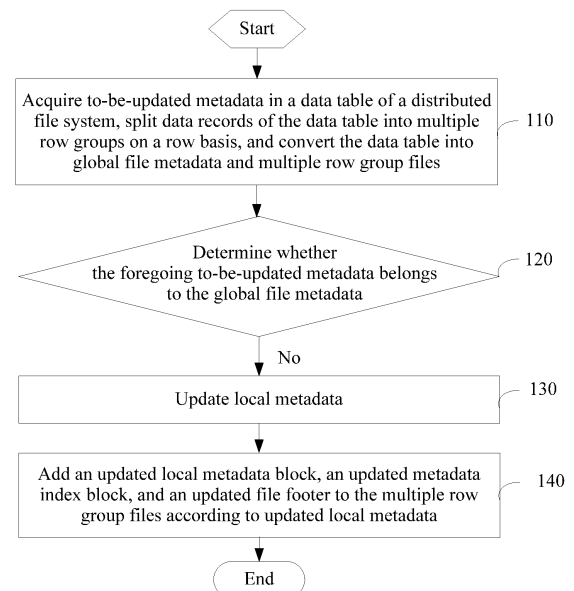 Start
Acquire to-be-updated metadata in a data table of a distributed
file system, split data records of the data table into multiple
row groups on a row basis, and convert the data table into
global file metadata and multiple row group files
110
Determine whether
the foregoing to-be-updated metadata belongs
to the global file metadata
120
No
Update local metadata
130
Add an updated local metadata block, an updated metadata
index block, and an updated file footer to the multiple row
group files according to updated local metadata
140
End